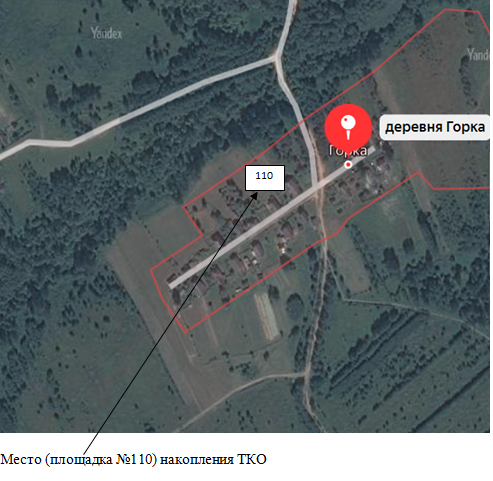 Yandex
Yande
деревня Горка
Горка
110
Место (площадка №110) накопления ТКО